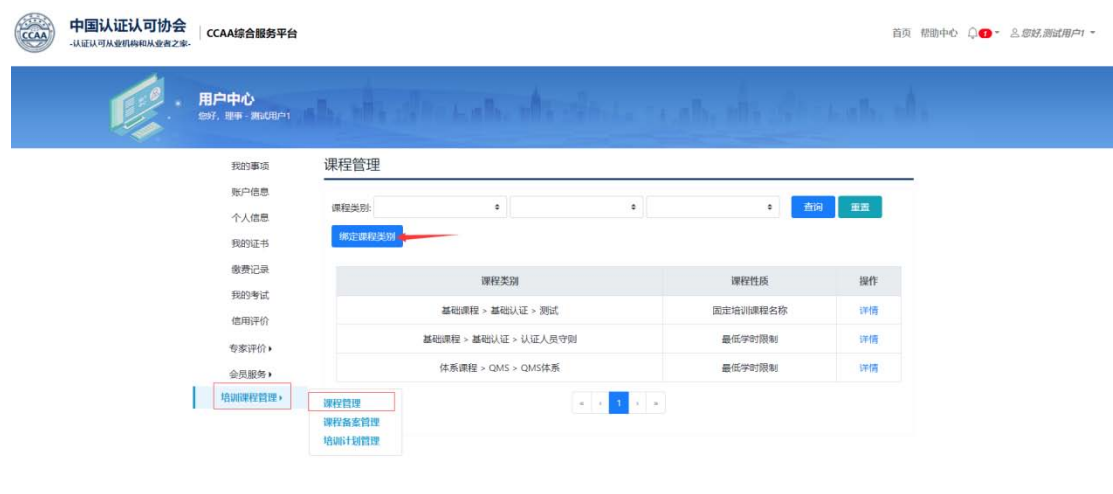 中国认证认可协会
-认证认可从业机构和从业者之家-
CCAA综合服务平台
首页 帮助中心 1 您好,测试用户1
CCAA
用户中心
您好，理事 - 测试用户1
我的事项
账户信息
个人信息
我的证书
缴费记录
我的考试
信用评价
专家评价
会员服务
培训课程管理
课程管理
课程备案管理
培训计划管理
课程管理
课程类别: 查询 重置
绑定课程类别
课程类别 课程性质 操作
基础课程 > 基础认证 > 测试 固定培训课程名称 详情
基础课程 > 基础认证 > 认证人员守则 最低学时限制 详情
体系课程 > QMS > QMS体系 最低学时限制 详情
« ‹ 1 › »